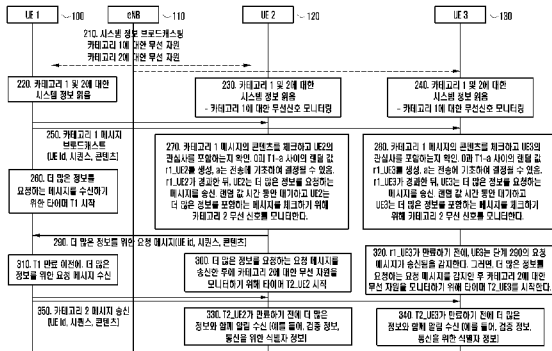 UE 1
100
eNB
110
UE 2
120
UE 3
130
210. 시스템 정보 브로드캐스팅
카테고리 1에 대한 무선 자원
카테고리 2에 대한 무선 자원
220. 카테고리 1 및 2에 대한
시스템 정보 읽음
230. 카테고리 1 및 2에 대한
시스템 정보 읽음
- 카테고리 1에 대한 무선신호 모니터링
240. 카테고리 1 및 2에 대한
시스템 정보 읽음
- 카테고리 1에 대한 무선신호 모니터링
250. 카테고리 1 메시지
브로드캐스트
(UE id, 시퀀스, 콘텐츠)
260. 더 많은 정보를
요청하는 메시지를 수신하기
위한 타이머 T1 시작
270. 카테고리 1 메시지의 콘텐츠를 체크하고 UE2의
관심사를 포함하는지 확인. 0과 T1-a 사이의 랜덤 값
r1_UE2를 생성, a는 전송에 기초하여 결정될 수 있음.
r1_UE2가 경과한 뒤, UE2는 더 많은 정보를 요청하는
메시지를 송신. 랜덤 값 시간 동안 대기하고 UE2는
더 많은 정보를 포함하는 메시지를 체크하기 위해
카테고리 2 무선 신호를 모니터한다.
280. 카테고리 1 메시지의 콘텐츠를 체크하고 UE3의
관심사를 포함하는지 확인. 0과 T1-a 사이의 랜덤 값
r1_UE3를 생성, a는 전송에 기초하여 결정될 수 있음.
r1_UE3가 경과한 뒤, UE3는 더 많은 정보를 요청하는
메시지를 송신. 랜덤 값 시간 동안 대기하고
UE3는 더 많은 정보를 포함하는 메시지를 체크하기
위해 카테고리 2 무선 신호를 모니터한다.
290. 더 많은 정보를 위한 요청 메시지(UE id, 시퀀스, 콘텐츠)
310. T1 만료 이전에, 더 많은
정보를 위한 요청 메시지 수신
300. 더 많은 정보를 요청하는 요청 메시지를
송신한 후에 카테고리 2에 대한 무선 자원을
모니터하기 위해 타이머 T2_UE2 시작
320. r1_UE3가 만료하기 전에, UE3는 단계 290의 요청
메시지가 송신됨을 감지한다. 그러면, 더 많은 정보를
요청하는 요청 메시지를 감지한 후 카테고리 2에 대한
무선 자원을 모니터하기 위해 타이머 T2_UE3를 시작한다.
350. 카테고리 2 메시지 송신
(UE id, 시퀀스, 콘텐츠)
330. T2_UE2가 만료하기 전에 더 많은
정보와 함께 알림 수신 (예를 들어, 검증 정보,
통신을 위한 식별자 정보)
340. T2_UE3가 만료하기 전에 더 많은
정보와 함께 알림 수신 (예를 들어, 검증 정보,
통신을 위한 식별자 정보)